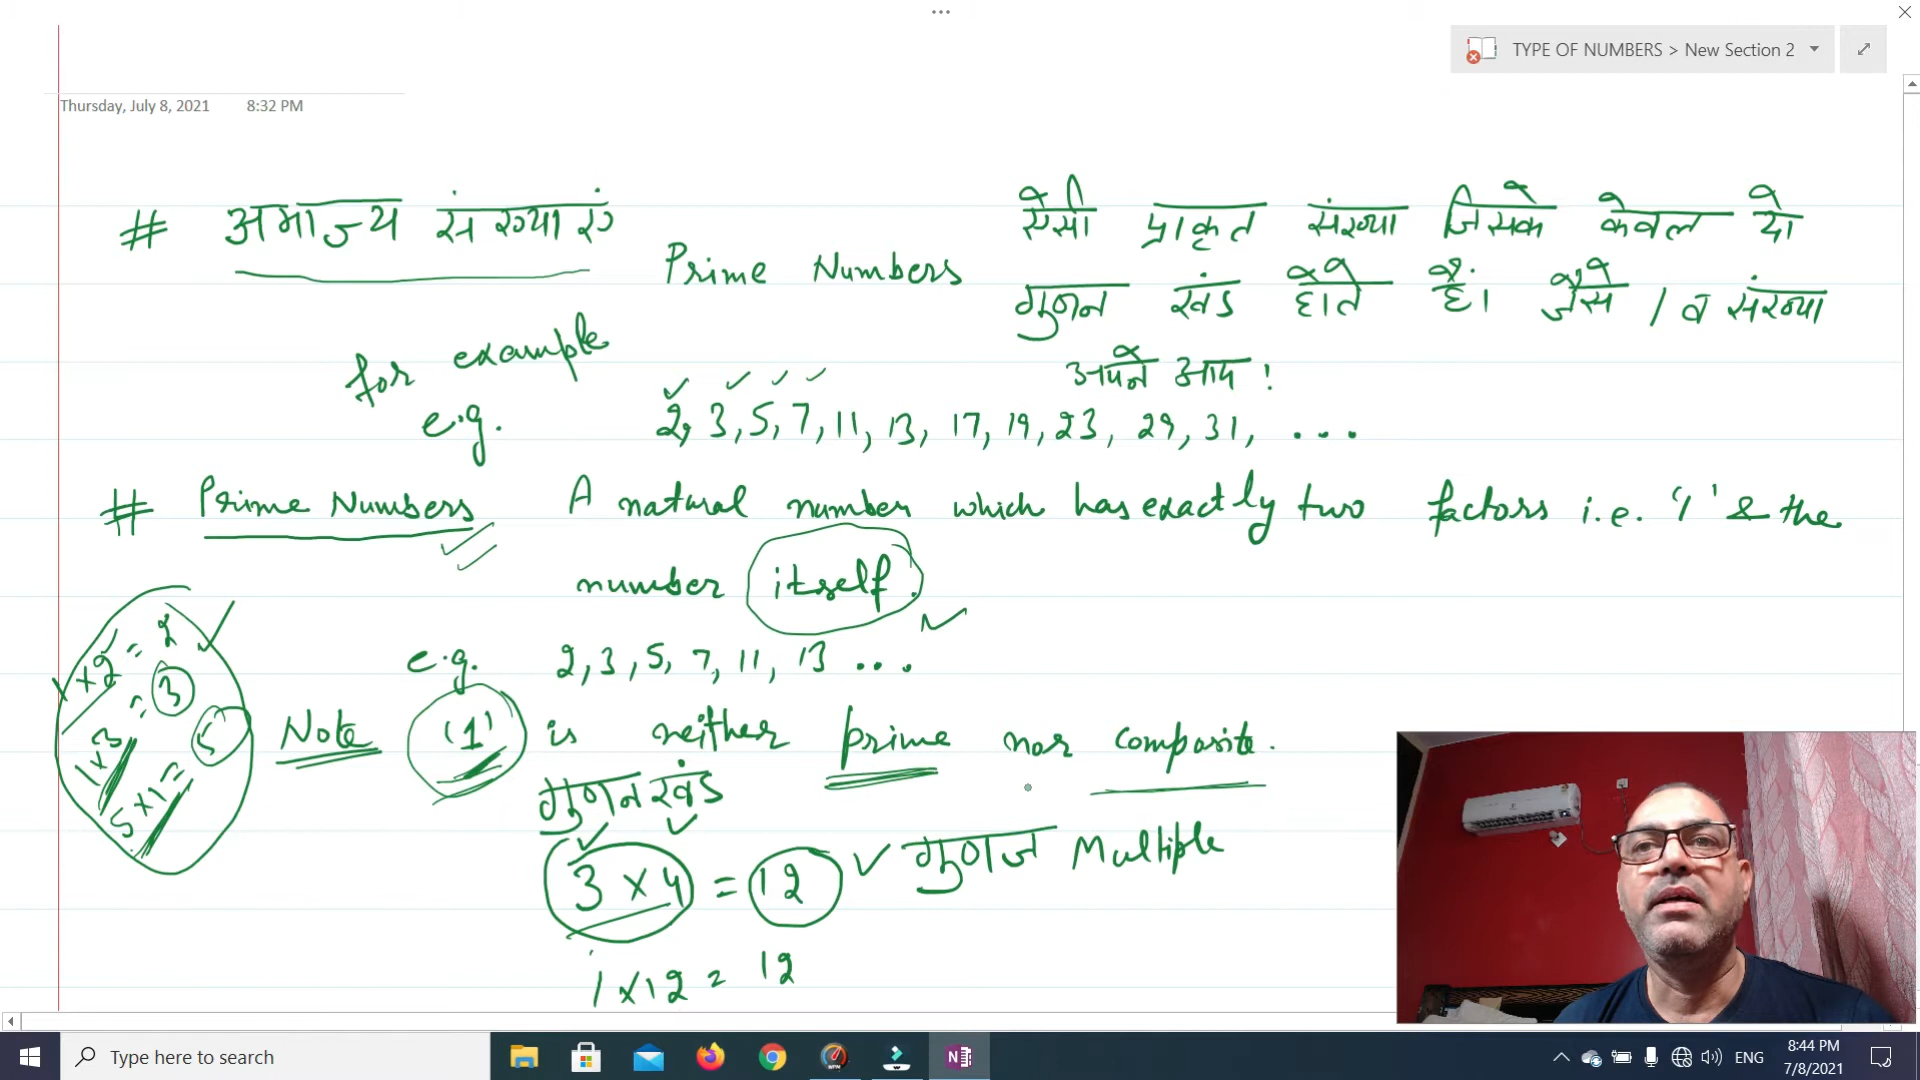 TYPE OF NUMBERS > New Section 2
Thursday, July 8, 2021 8:32 PM
# अभाज्य संख्याएं
Prime Numbers
ऐसी प्राकृत संख्या जिसके केवल दो
गुणन खंड होते हैं। जैसे 1 व संख्या
अपने आप !
for example
e.g. 2, 3, 5, 7, 11, 13, 17, 19, 23, 29, 31, ...
# Prime Numbers A natural number which has exactly two factors i.e. '1' & the
number itself.
e.g. 2, 3, 5, 7, 11, 13 ...
1×2 = 2
1×3 = 3
5×1 = 5
Note (1) is neither prime nor composite.
गुणनखंड
3 × 4 = 12 गुणज Multiple
1 × 12 = 12
Type here to search
ENG
8:44 PM
7/8/2021